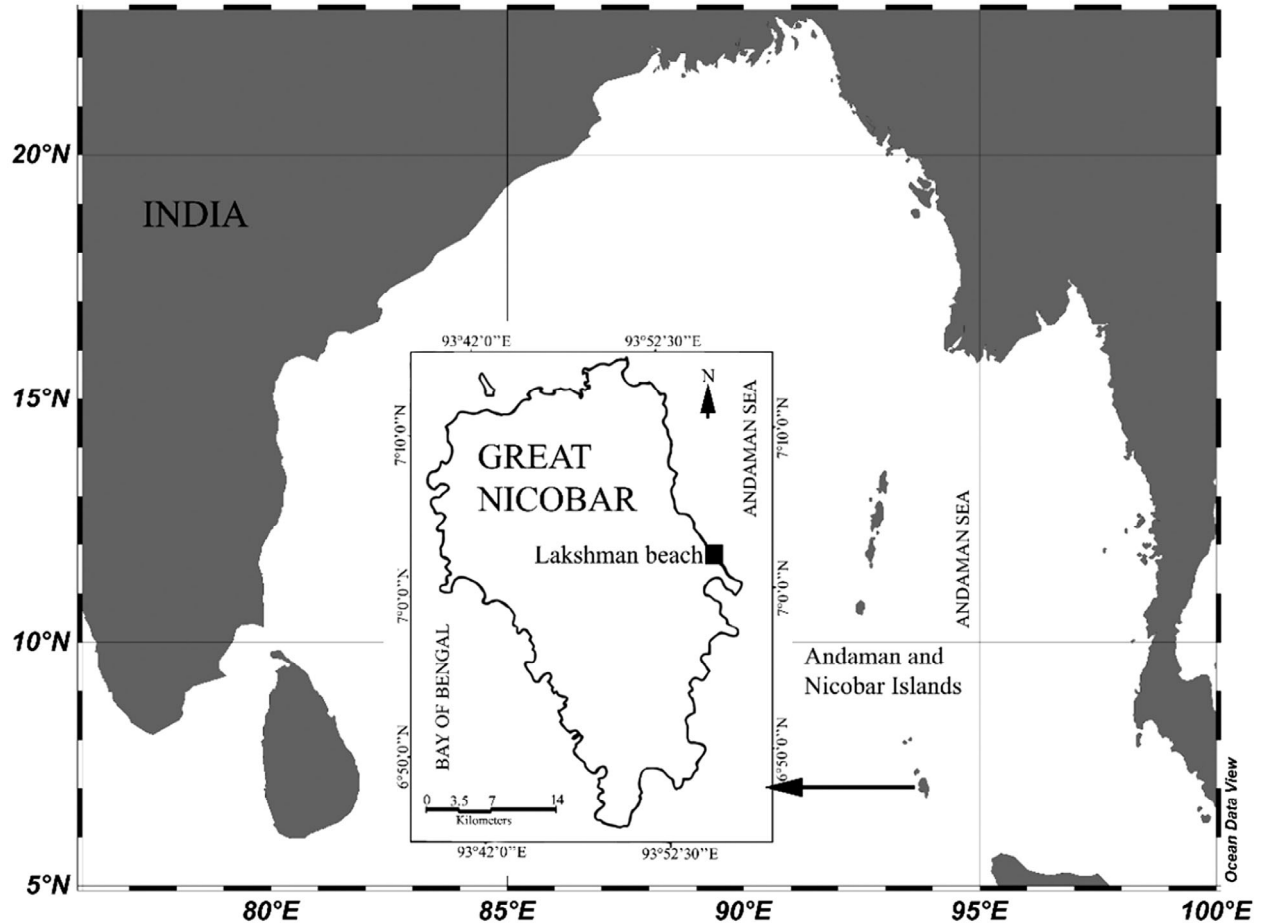 20°N
INDIA
15°N
10°N
5°N
80°E
85°E
90°E
95°E
100°E
93°42'0’’E
93°52'30’’E
7°10'0’’N
7°0'0’’N
6°50'0’’N
N
ANDAMAN SEA
GREAT
NICOBAR
Lakshman beach
BAY OF BENGAL
0 3.5 7 14
Kilometers
7°10'0’’N
7°0'0’’N
6°50'0’’N
93°42'0’’E
93°52'30’’E
ANDAMAN SEA
Andaman and
Nicobar Islands
Ocean Data View